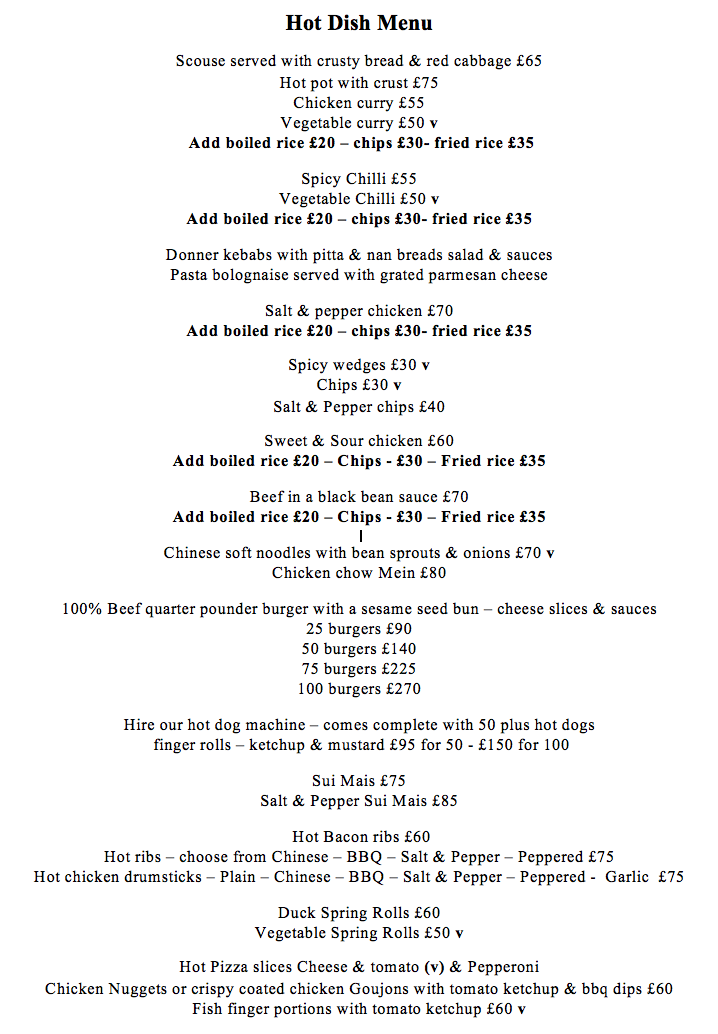 Hot Dish Menu
Scouse served with crusty bread & red cabbage £65
Hot pot with crust £75
Chicken curry £55
Vegetable curry £50 v
Add boiled rice £20 – chips £30- fried rice £35
Spicy Chilli £55
Vegetable Chilli £50 v
Add boiled rice £20 – chips £30- fried rice £35
Donner kebabs with pitta & nan breads salad & sauces
Pasta bolognaise served with grated parmesan cheese
Salt & pepper chicken £70
Add boiled rice £20 – chips £30- fried rice £35
Spicy wedges £30 v
Chips £30 v
Salt & Pepper chips £40
Sweet & Sour chicken £60
Add boiled rice £20 – Chips - £30 – Fried rice £35
Beef in a black bean sauce £70
Add boiled rice £20 – Chips - £30 – Fried rice £35
Chinese soft noodles with bean sprouts & onions £70 v
Chicken chow Mein £80
100% Beef quarter pounder burger with a sesame seed bun – cheese slices & sauces
25 burgers £90
50 burgers £140
75 burgers £225
100 burgers £270
Hire our hot dog machine – comes complete with 50 plus hot dogs
finger rolls – ketchup & mustard £95 for 50 - £150 for 100
Sui Mais £75
Salt & Pepper Sui Mais £85
Hot Bacon ribs £60
Hot ribs – choose from Chinese – BBQ – Salt & Pepper – Peppered £75
Hot chicken drumsticks – Plain – Chinese – BBQ – Salt & Pepper – Peppered - Garlic £75
Duck Spring Rolls £60
Vegetable Spring Rolls £50 v
Hot Pizza slices Cheese & tomato (v) & Pepperoni
Chicken Nuggets or crispy coated chicken Goujons with tomato ketchup & bbq dips £60
Fish finger portions with tomato ketchup £60 v